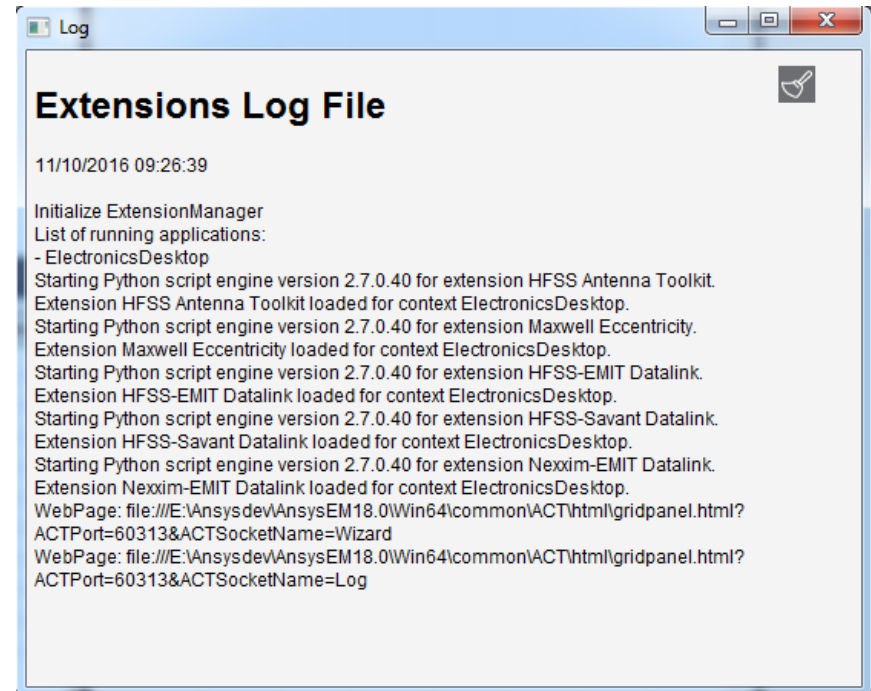 Log
Extensions Log File
11/10/2016 09:26:39
Initialize ExtensionManager
List of running applications:
- ElectronicsDesktop
Starting Python script engine version 2.7.0.40 for extension HFSS Antenna Toolkit.
Extension HFSS Antenna Toolkit loaded for context ElectronicsDesktop.
Starting Python script engine version 2.7.0.40 for extension Maxwell Eccentricity.
Extension Maxwell Eccentricity loaded for context ElectronicsDesktop.
Starting Python script engine version 2.7.0.40 for extension HFSS-EMIT Datalink.
Extension HFSS-EMIT Datalink loaded for context ElectronicsDesktop.
Starting Python script engine version 2.7.0.40 for extension HFSS-Savant Datalink.
Extension HFSS-Savant Datalink loaded for context ElectronicsDesktop.
Starting Python script engine version 2.7.0.40 for extension Nexxim-EMIT Datalink.
Extension Nexxim-EMIT Datalink loaded for context ElectronicsDesktop.
WebPage: file:///E:\Ansysdev\AnsysEM18.0\Win64\common\ACT\html\gridpanel.html?
ACTPort=60313&ACTSocketName=Wizard
WebPage: file:///E:\Ansysdev\AnsysEM18.0\Win64\common\ACT\html\gridpanel.html?
ACTPort=60313&ACTSocketName=Log